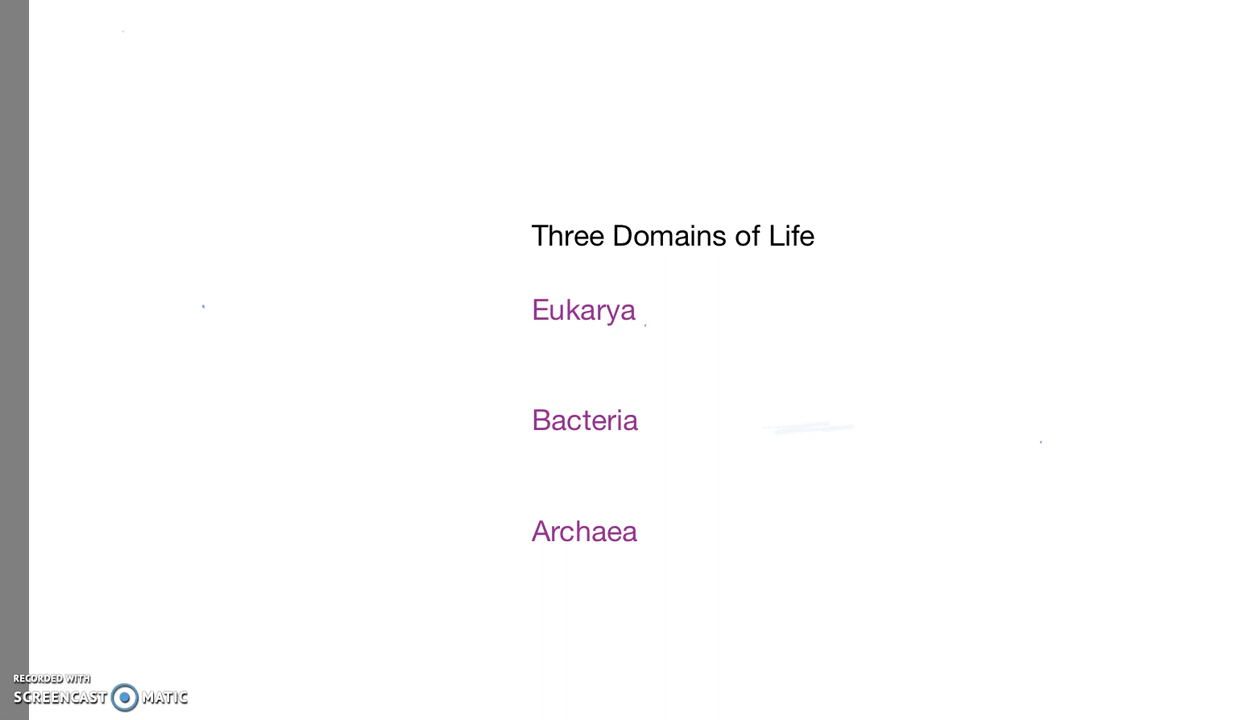 Three Domains of Life
Eukarya
Bacteria
Archaea
RECORDED WITH
SCREENCAST MATIC